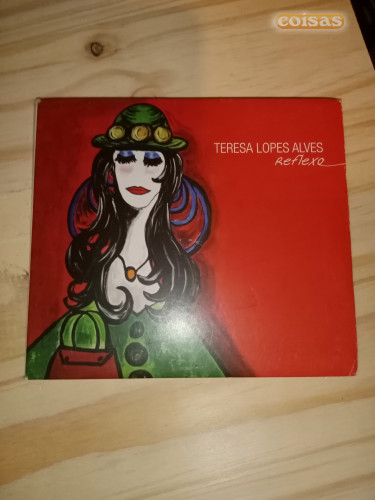 coisas
TERESA LOPES ALVES
Reflexo